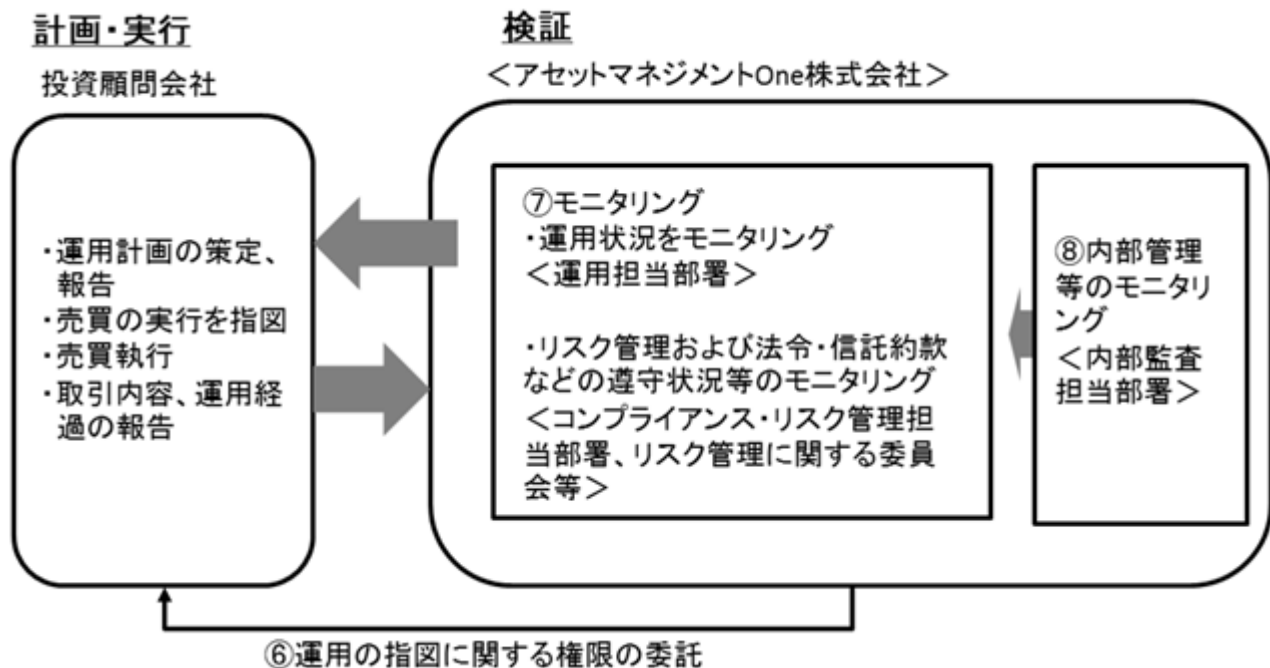 計画・実行
投資顧問会社
・運用計画の策定、
報告
・売買の実行を指図
・売買執行
・取引内容、運用経
過の報告
検証
＜アセットマネジメントOne株式会社＞
⑦モニタリング
・運用状況をモニタリング
＜運用担当部署＞
・リスク管理および法令・信託約款
などの遵守状況等のモニタリング
＜コンプライアンス・リスク管理担
当部署、リスク管理に関する委員
会等＞
⑧内部管理
等のモニタリ
ング
＜内部監査
担当部署＞
⑥運用の指図に関する権限の委託